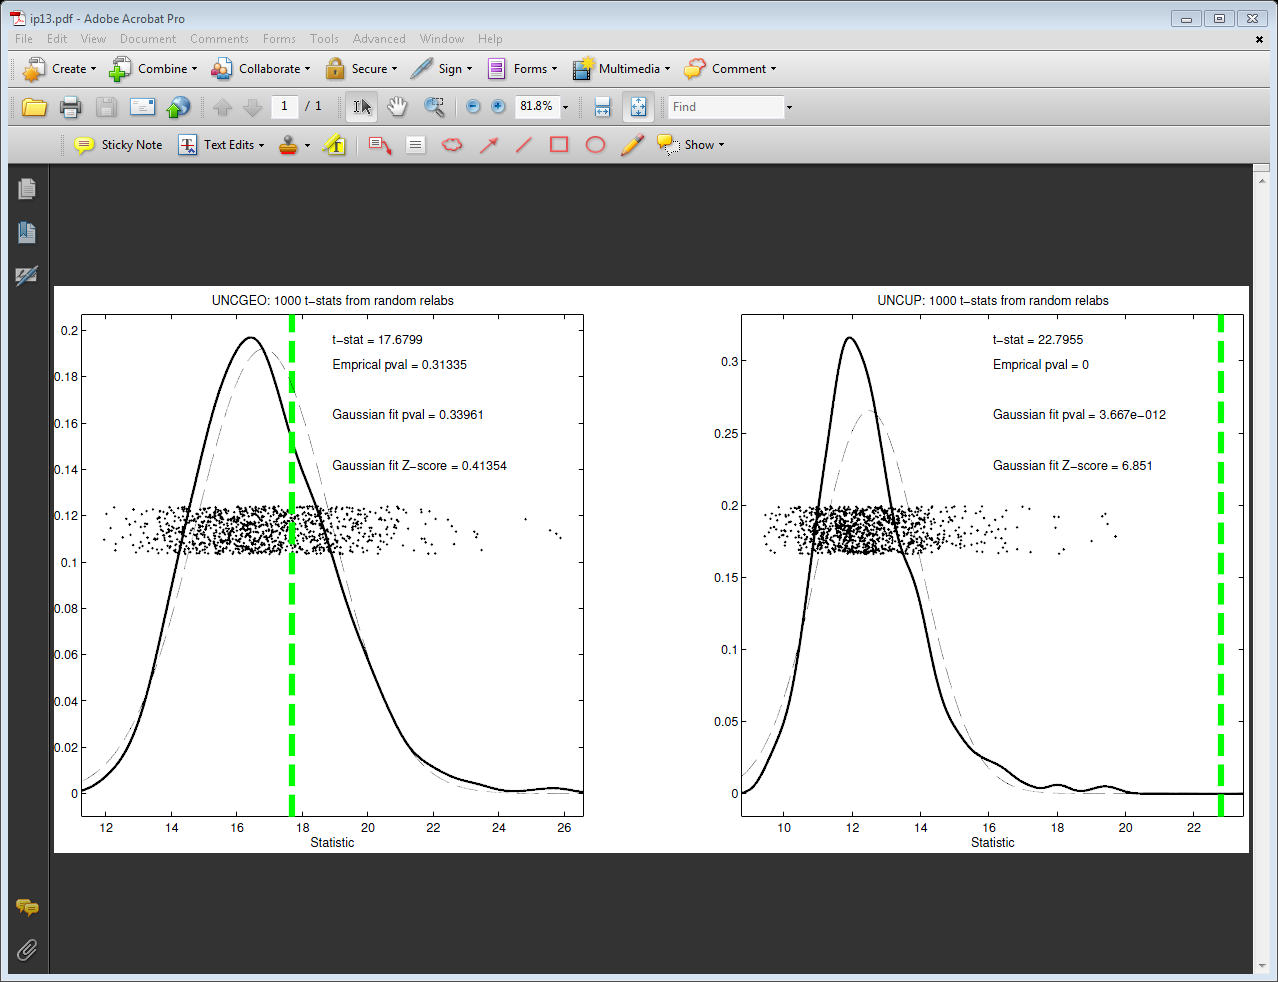 ip13.pdf - Adobe Acrobat Pro
File Edit View Document Comments Forms Tools Advanced Window Help
Create Combine Collaborate Secure Sign Forms Multimedia Comment
1 / 1 81.8% Find
Sticky Note Text Edits Show
UNCGEO: 1000 t-stats from random relabs
t-stat = 17.6799
Emprical pval = 0.31335
Gaussian fit pval = 0.33961
Gaussian fit Z-score = 0.41354
0.2
0.18
0.16
0.14
0.12
0.1
0.08
0.06
0.04
0.02
0
12 14 16 18 20 22 24 26
Statistic
UNCUP: 1000 t-stats from random relabs
t-stat = 22.7955
Emprical pval = 0
Gaussian fit pval = 3.667e-012
Gaussian fit Z-score = 6.851
0.3
0.25
0.2
0.15
0.1
0.05
0
10 12 14 16 18 20 22
Statistic